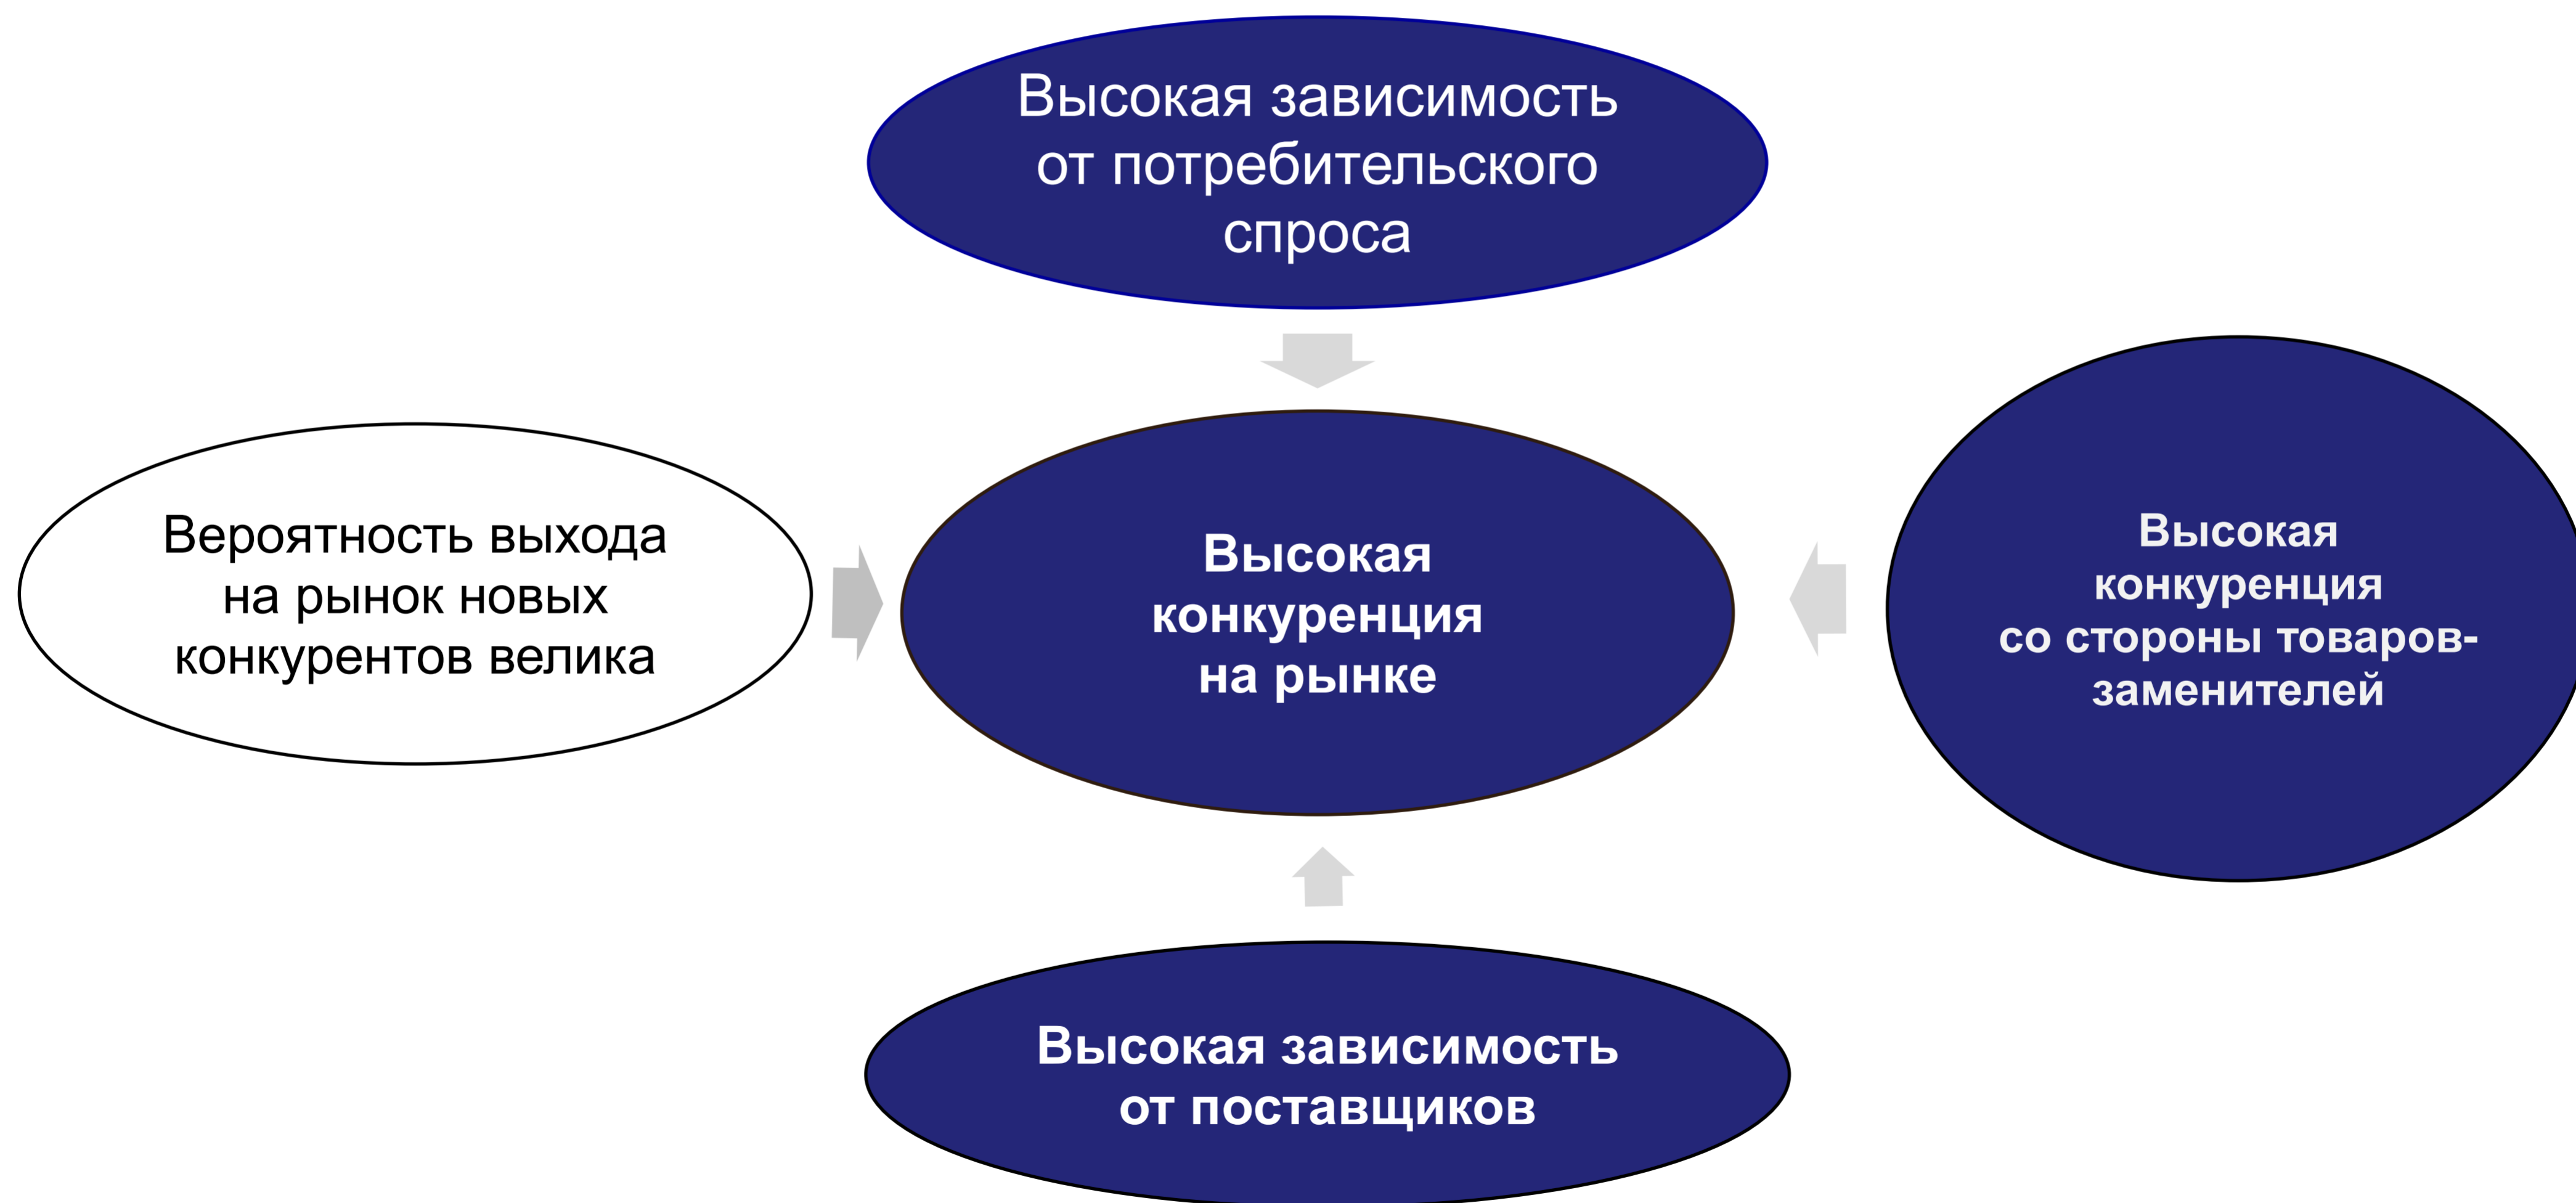 Высокая зависимость
от потребительского
спроса
Вероятность выхода
на рынок новых
конкурентов велика
Высокая
конкуренция
на рынке
Высокая
конкуренция
со стороны товаров-
заменителей
Высокая зависимость
от поставщиков